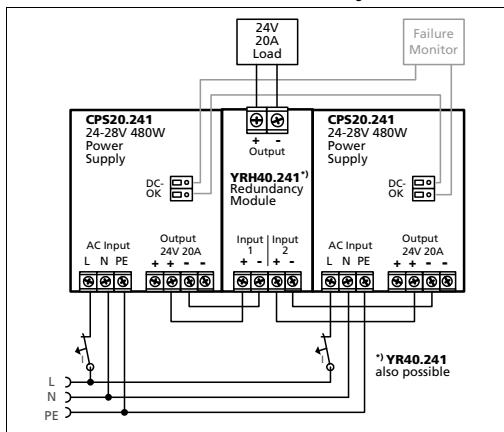 24V
20A
Load
Failure
Monitor
CPS20.241
24-28V 480W
Power
Supply
DC-
OK
AC Input
L N PE
Output
24V 20A
+ + - -
+ -
Output
YRH40.241*)
Redundancy
Module
Input 1
Input 2
+ - + -
CPS20.241
24-28V 480W
Power
Supply
DC-
OK
AC Input
L N PE
Output
24V 20A
+ + - -
I
I
*) YR40.241
also possible
L
N
PE